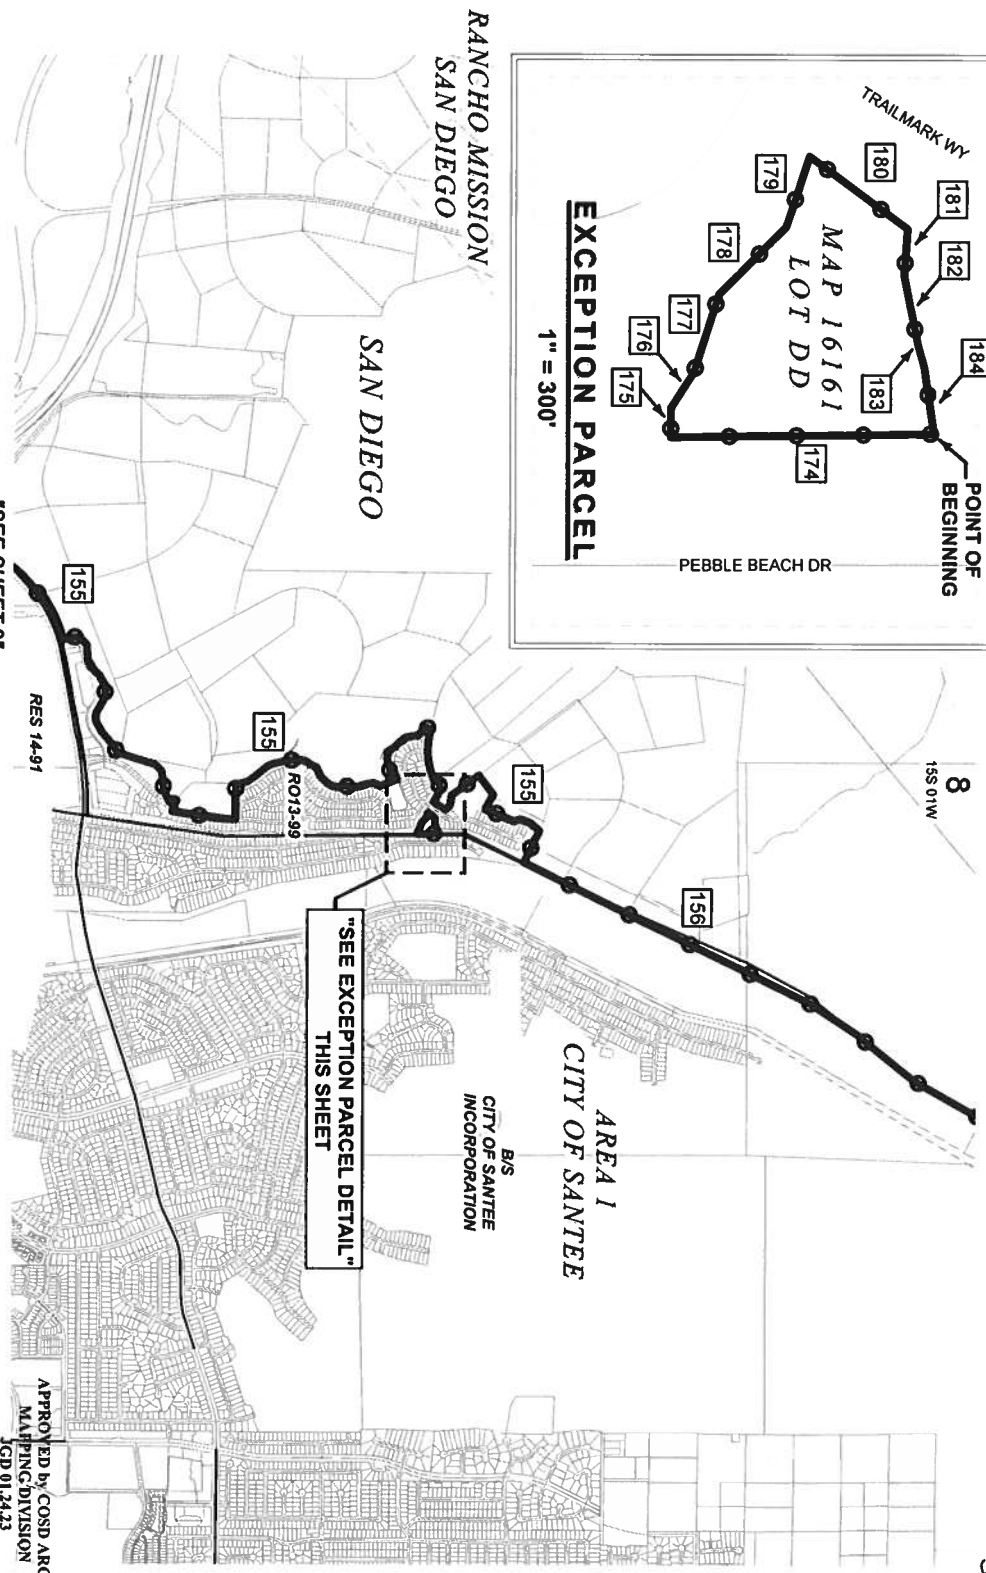 RANCHO MISSION
SAN DIEGO
TRAILMARK WY
180
181
182
184
179
178
177
176
175
183
174
MAP 16161
LOT DD
POINT OF
BEGINNING
PEBBLE BEACH DR
EXCEPTION PARCEL
1" = 300'
SAN DIEGO
8
15S 01W
155
155
155
156
RES 14-91
RO13-99
"SEE EXCEPTION PARCEL DETAIL"
THIS SHEET
AREA 1
CITY OF SANTEE
B/S
CITY OF SANTEE
INCORPORATION
APPROVED by COSD ARC
MAPPING DIVISION
JGD 01.24.23